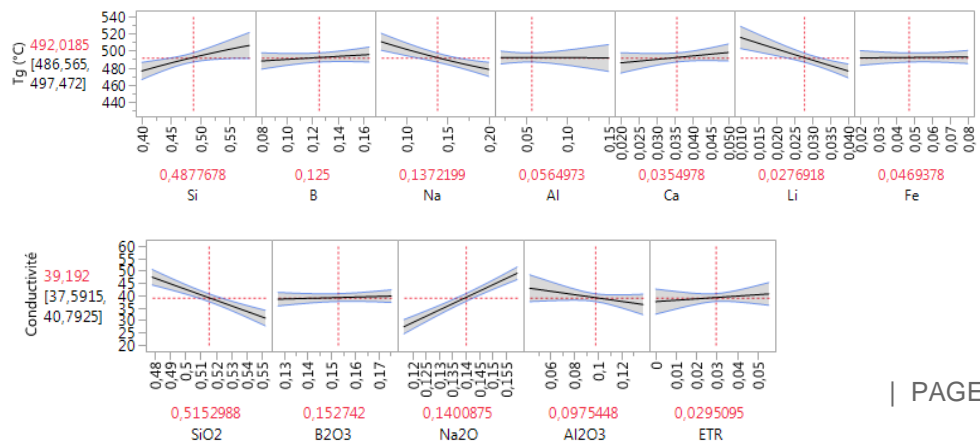 540
520
500
480
460
440
Tg (°C)
492,0185
[486,565,
497,472]
0,40 0,45 0,50 0,55 0,08 0,10 0,12 0,14 0,16 0,10 0,15 0,20 0,05 0,10 0,15 0,020 0,025 0,030 0,035 0,040 0,045 0,050 0,010 0,015 0,020 0,025 0,030 0,035 0,040 0,02 0,03 0,04 0,05 0,06 0,07 0,08
0,4877678 0,125 0,1372199 0,0564973 0,0354978 0,0276918 0,0469378
Si B Na Al Ca Li Fe
60
55
50
45
40
35
30
25
20
Conductivité
39,192
[37,5915,
40,7925]
0,48 0,49 0,5 0,51 0,52 0,53 0,54 0,55 0,13 0,14 0,15 0,16 0,17 0,12 0,125 0,13 0,135 0,14 0,145 0,15 0,155 0,06 0,08 0,1 0,12 0 0,01 0,02 0,03 0,04 0,05
0,5152988 0,152742 0,1400875 0,0975448 0,0295095
SiO2 B2O3 Na2O Al2O3 ETR
| PAGE